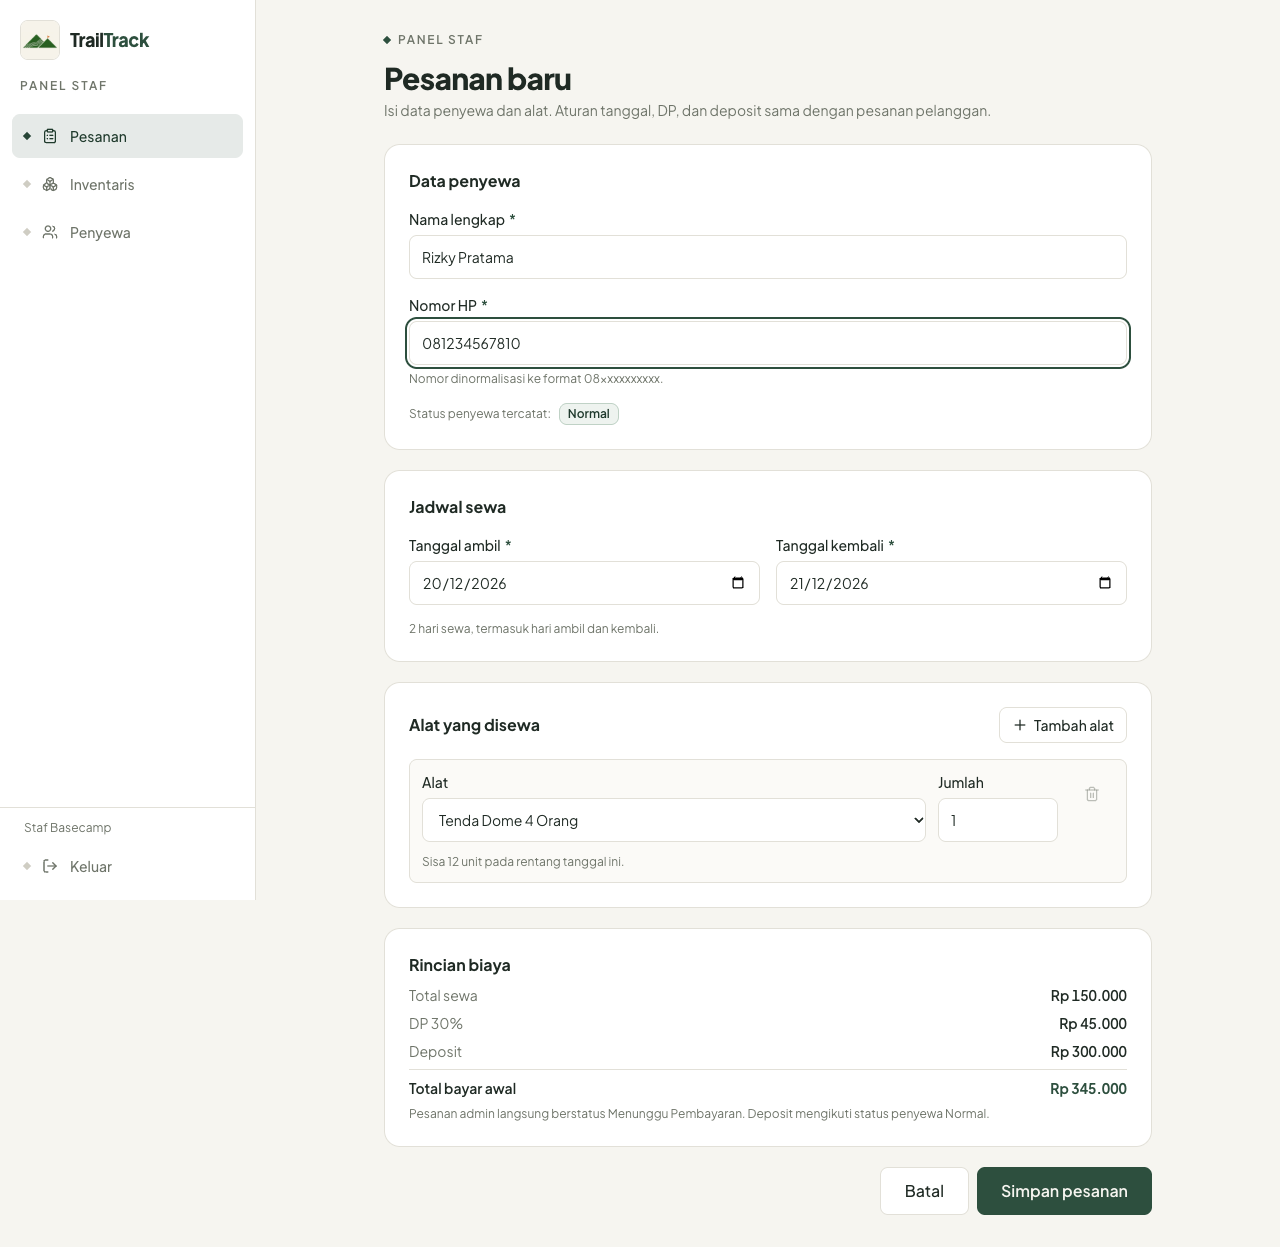 TrailTrack
PANEL STAF
Pesanan
Inventaris
Penyewa
Staf Basecamp
Keluar
PANEL STAF
Pesanan baru
Isi data penyewa dan alat. Aturan tanggal, DP, dan deposit sama dengan pesanan pelanggan.
Data penyewa
Nama lengkap *
Rizky Pratama
Nomor HP *
081234567810
Nomor dinormalisasi ke format 08xxxxxxxxxx.
Status penyewa tercatat: Normal
Jadwal sewa
Tanggal ambil * Tanggal kembali *
20/12/2026 21/12/2026
2 hari sewa, termasuk hari ambil dan kembali.
Alat yang disewa + Tambah alat
Alat Jumlah
Tenda Dome 4 Orang 1
Sisa 12 unit pada rentang tanggal ini.
Rincian biaya
Total sewa Rp 150.000
DP 30% Rp 45.000
Deposit Rp 300.000
Total bayar awal Rp 345.000
Pesanan admin langsung berstatus Menunggu Pembayaran. Deposit mengikuti status penyewa Normal.
Batal Simpan pesanan